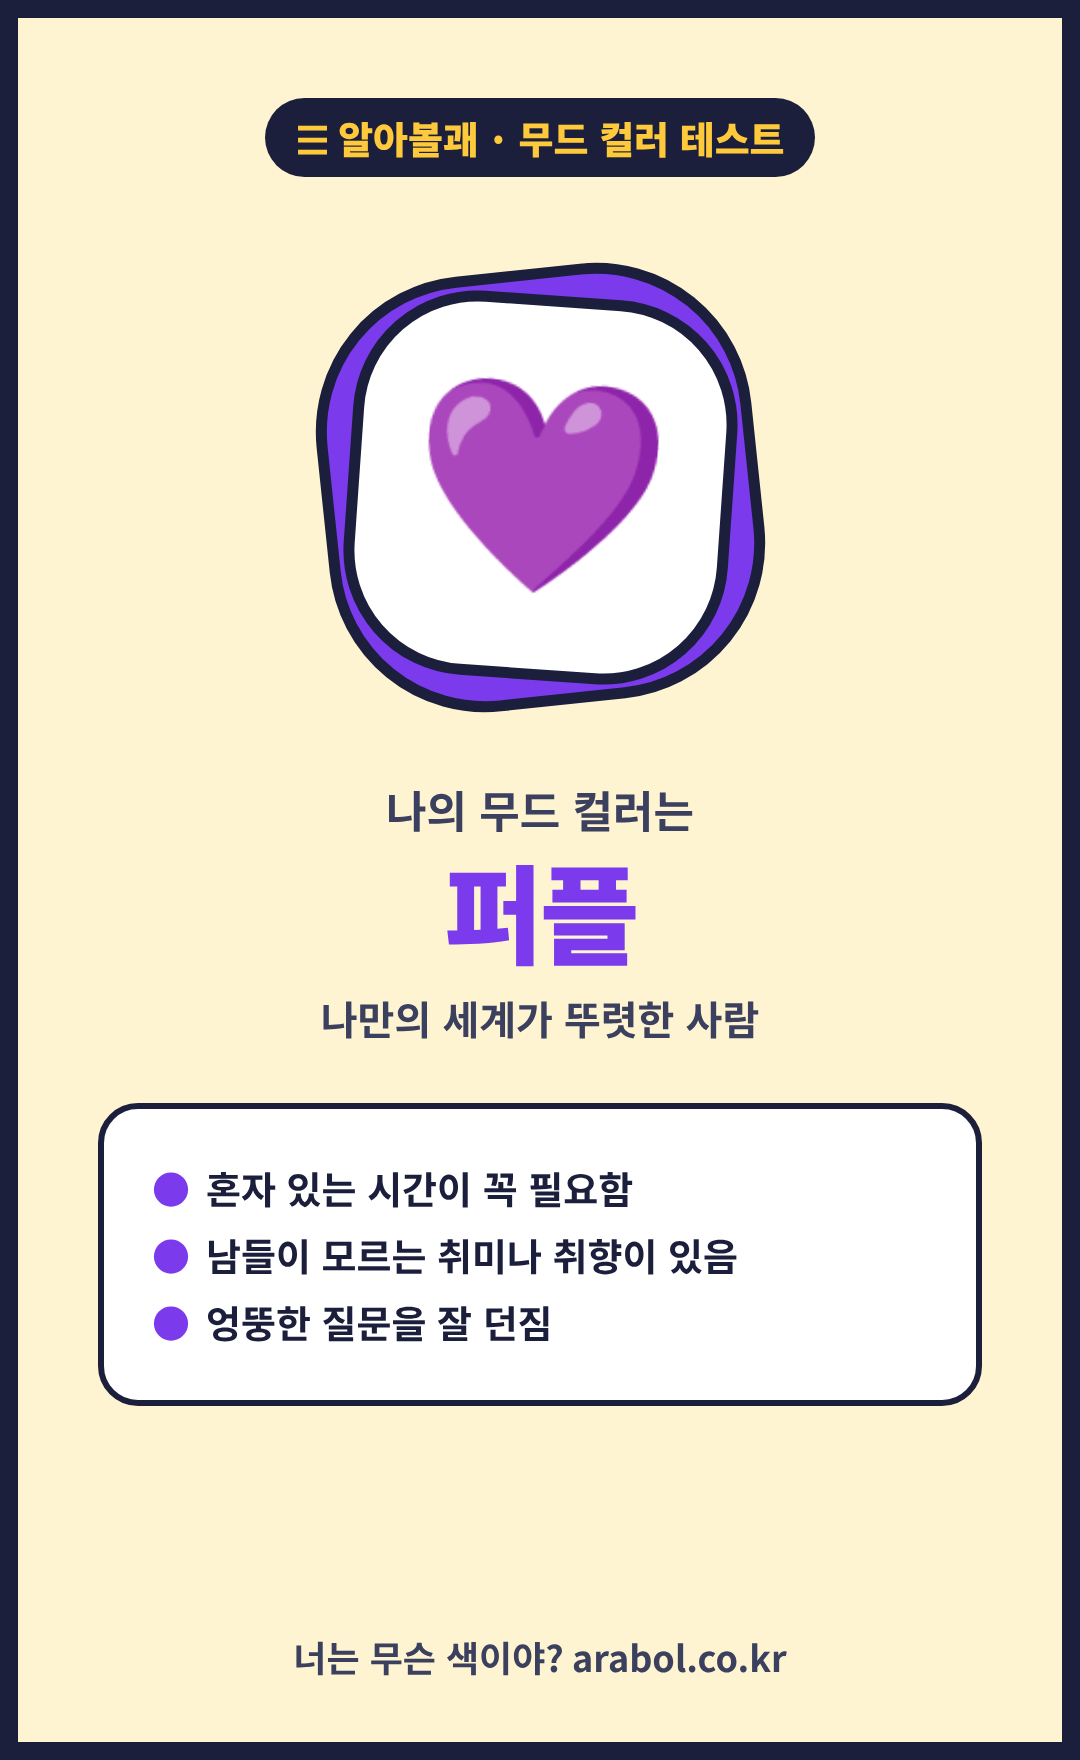 ☰ 알아볼괘 · 무드 컬러 테스트
나의 무드 컬러는
퍼플
나만의 세계가 뚜렷한 사람
혼자 있는 시간이 꼭 필요함
남들이 모르는 취미나 취향이 있음
엉뚱한 질문을 잘 던짐
너는 무슨 색이야? arabol.co.kr